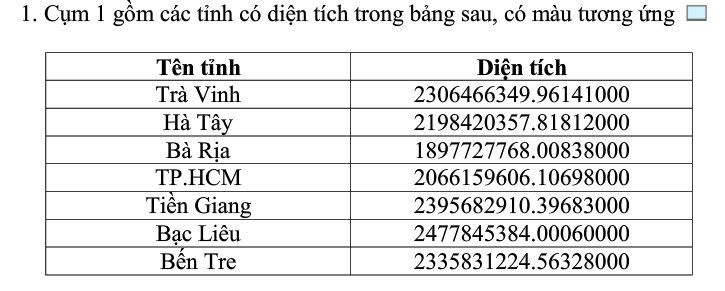 1. Cụm 1 gồm các tỉnh có diện tích trong bảng sau, có màu tương ứng
Tên tỉnh Diện tích
Trà Vinh 2306466349.96141000
Hà Tây 2198420357.81812000
Bà Rịa 1897727768.00838000
TP.HCM 2066159606.10698000
Tiền Giang 2395682910.39683000
Bạc Liêu 2477845384.00060000
Bến Tre 2335831224.56328000